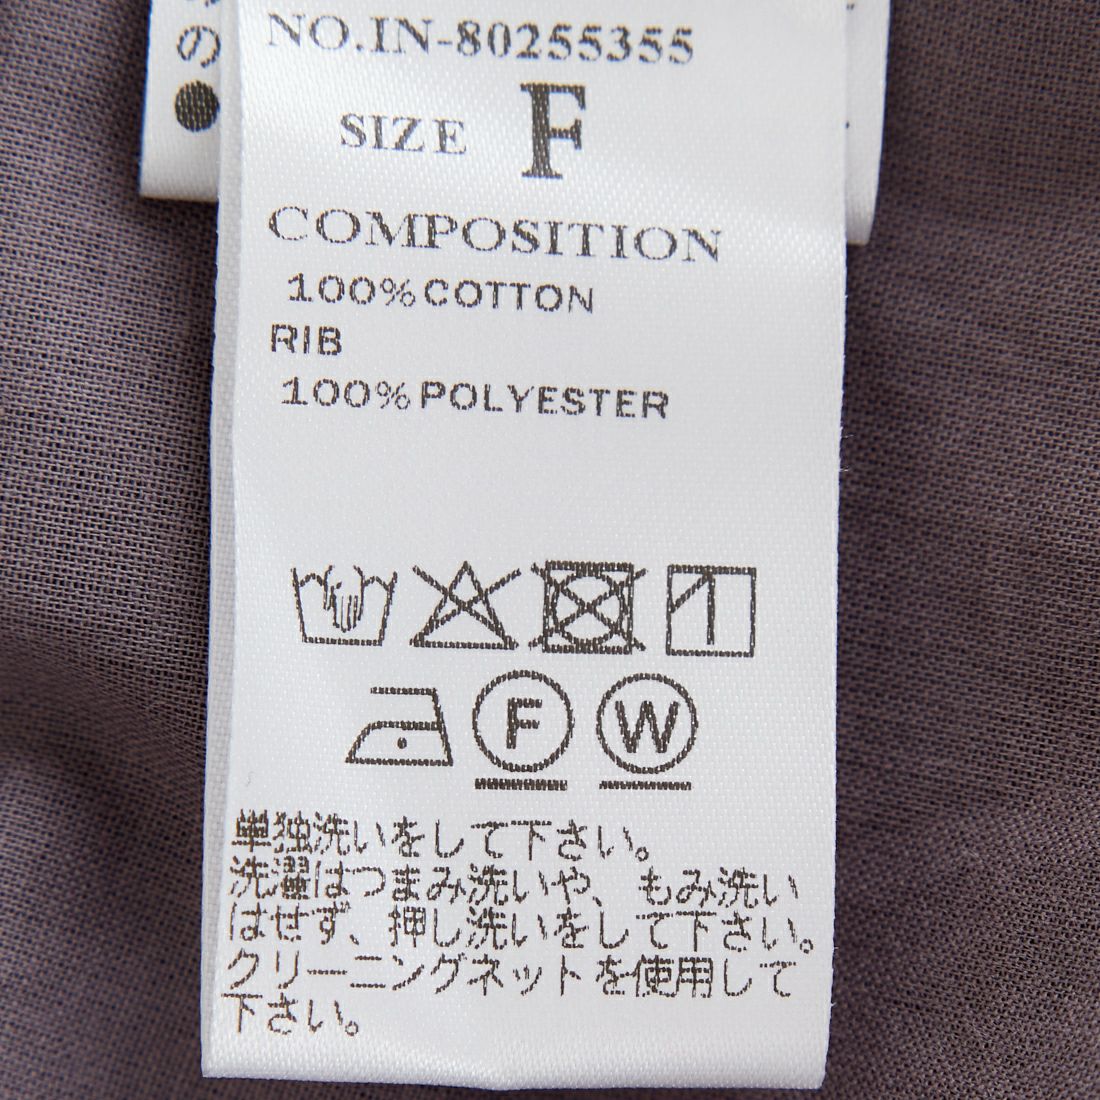 の
●
NO.IN-80255355
SIZE F
COMPOSITION
100%COTTON
RIB
100%POLYESTER
F W
単独洗いをして下さい。
洗濯はつまみ洗いや、もみ洗い
はせず、押し洗いをして下さい。
クリーニングネットを使用して
下さい。